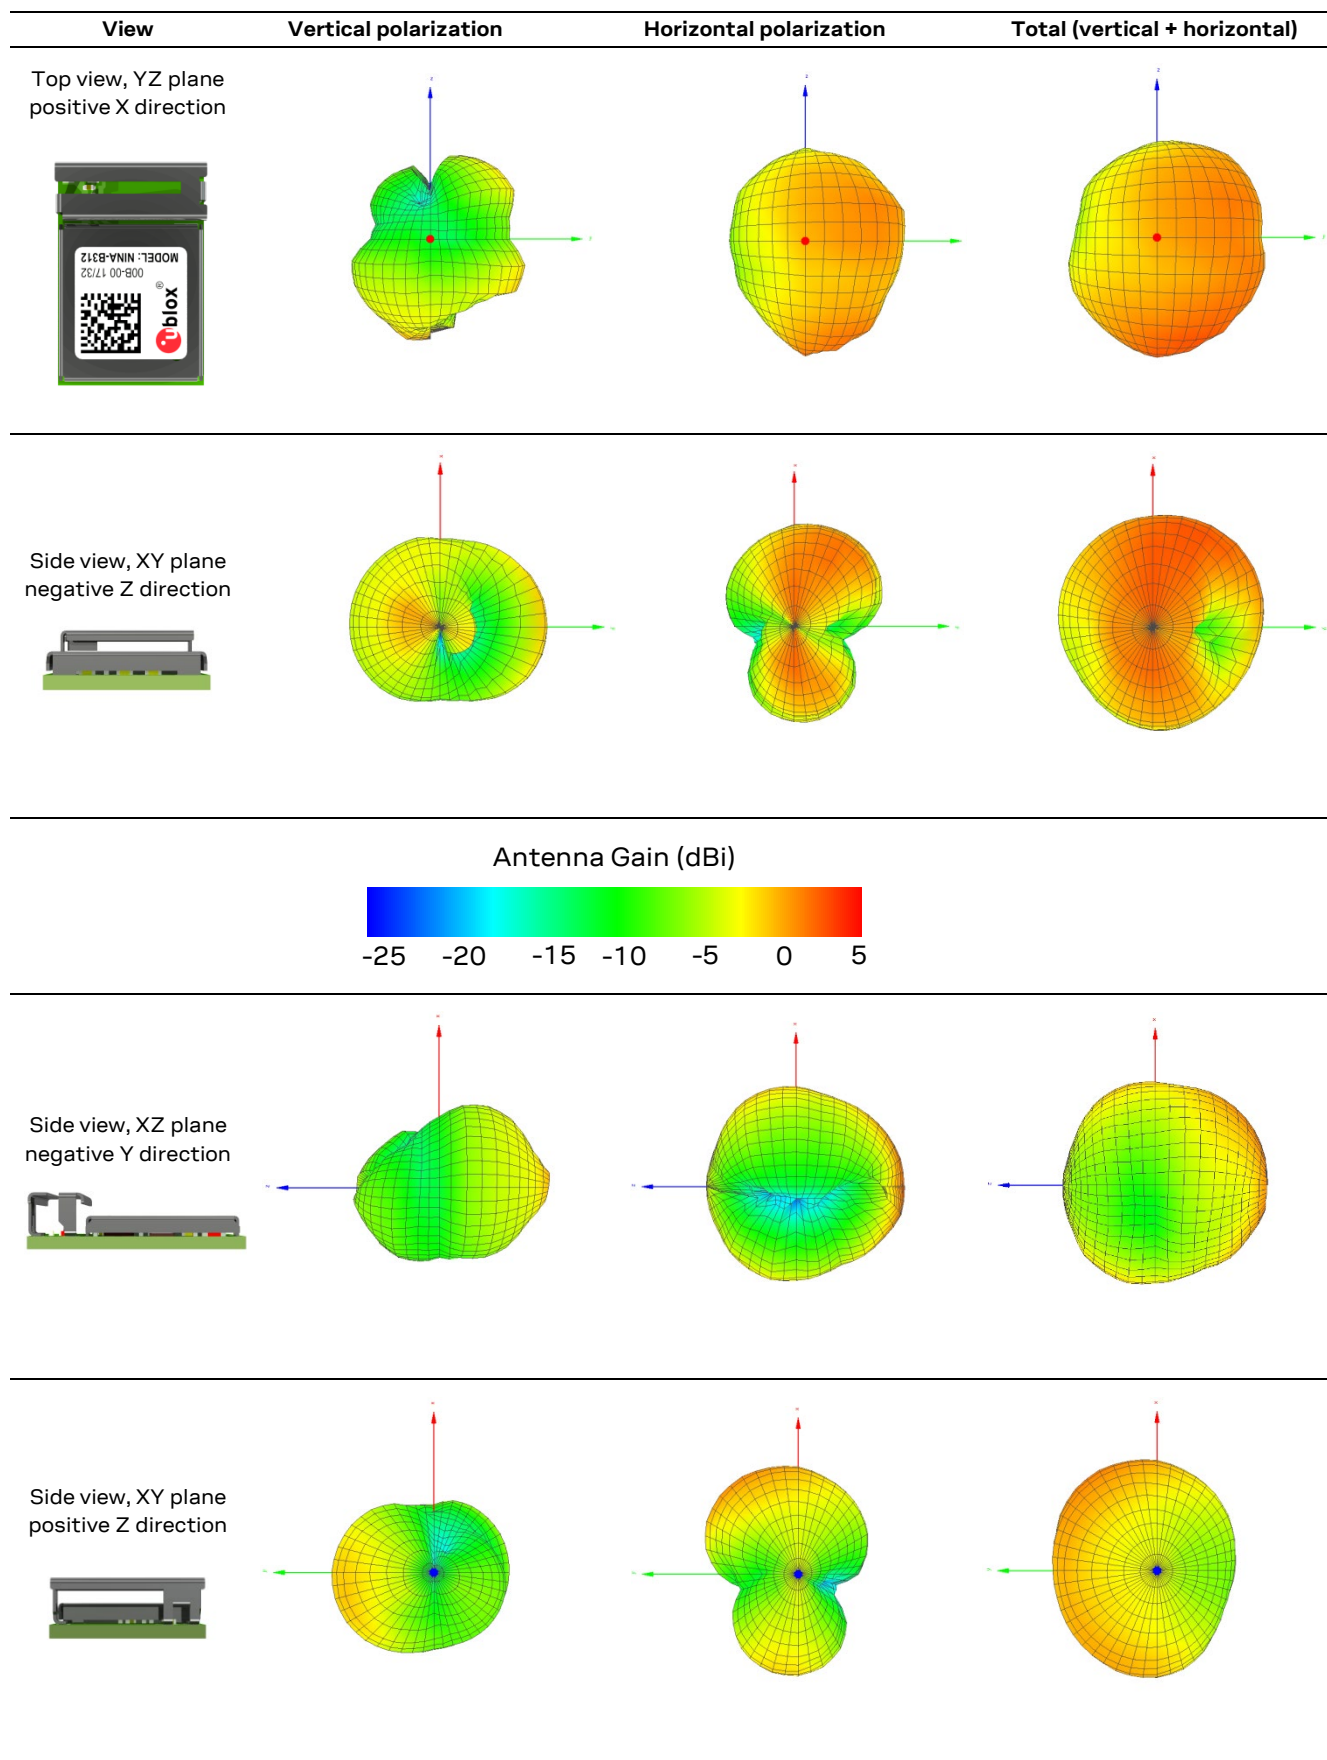 View Vertical polarization Horizontal polarization Total (vertical + horizontal)
Top view, YZ plane
positive X direction
MODEL: NINA-B312
00B-00 17/32
ublox®
Side view, XY plane
negative Z direction
Antenna Gain (dBi)
-25 -20 -15 -10 -5 0 5
Side view, XZ plane
negative Y direction
Side view, XY plane
positive Z direction